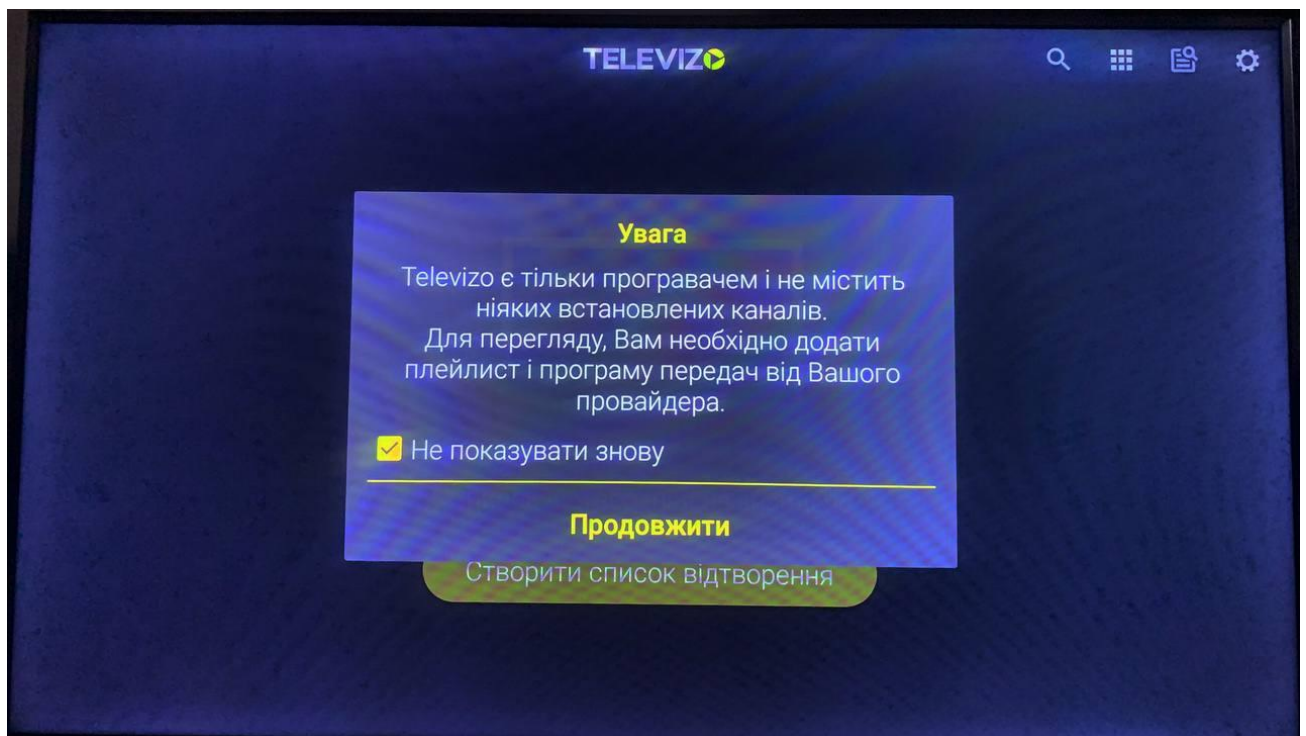 TELEVIZO
Увага
Televizo є тільки програвачем і не містить
ніяких встановлених каналів.
Для перегляду, Вам необхідно додати
плейлист і програму передач від Вашого
провайдера.
Не показувати знову
Продовжити
Створити список відтворення